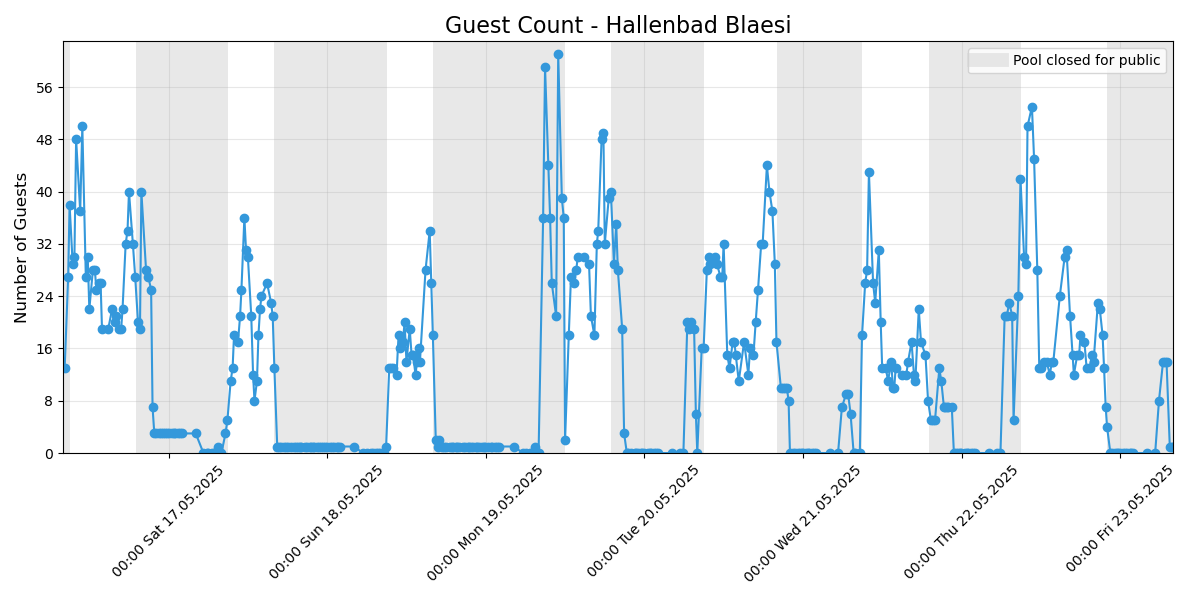 Guest Count - Hallenbad Blaesi
Pool closed for public
Number of Guests
56
48
40
32
24
16
8
0
00:00 Sat 17.05.2025
00:00 Sun 18.05.2025
00:00 Mon 19.05.2025
00:00 Tue 20.05.2025
00:00 Wed 21.05.2025
00:00 Thu 22.05.2025
00:00 Fri 23.05.2025